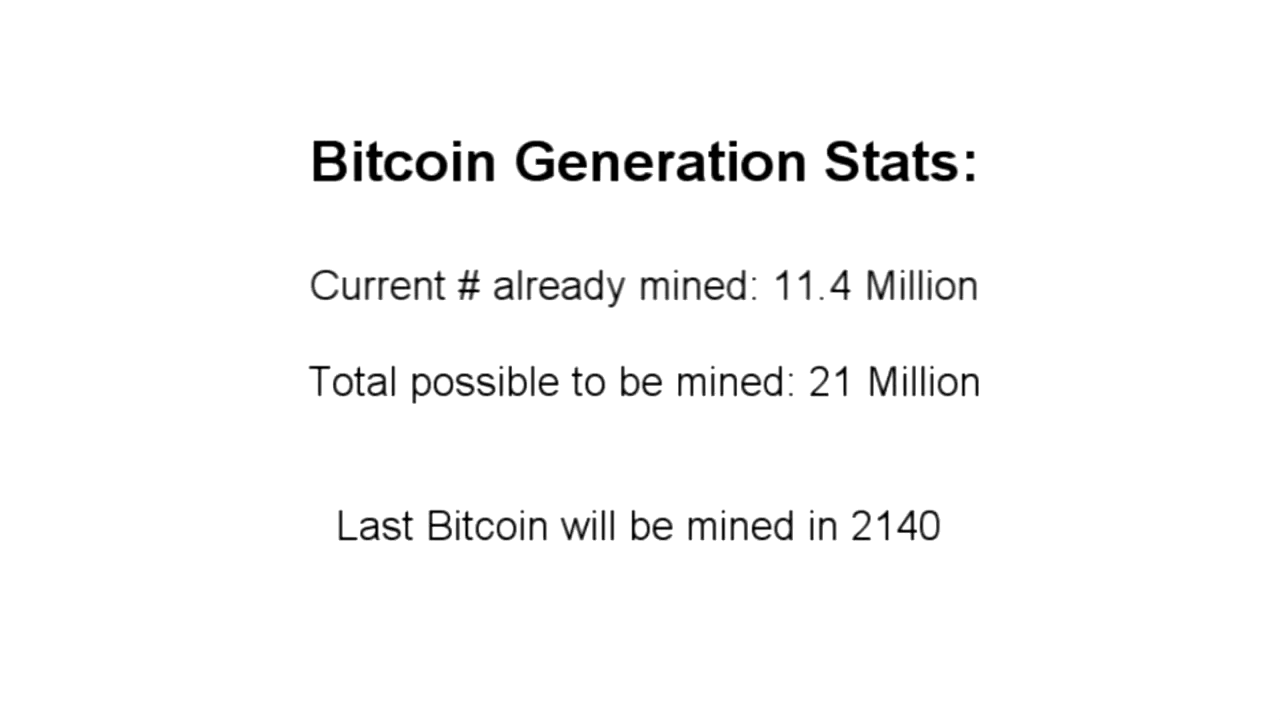 Bitcoin Generation Stats:
Current # already mined: 11.4 Million
Total possible to be mined: 21 Million
Last Bitcoin will be mined in 2140